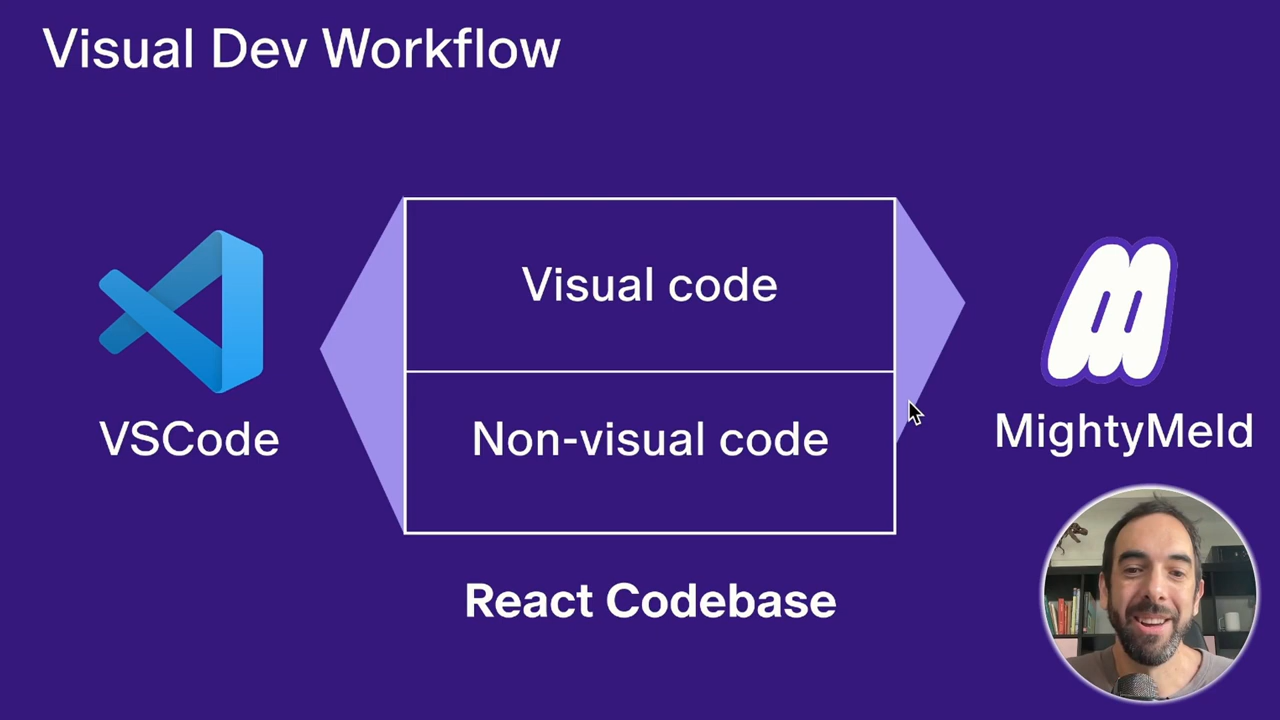 Visual Dev Workflow
Visual code
Non-visual code
VSCode
MightyMeld
React Codebase